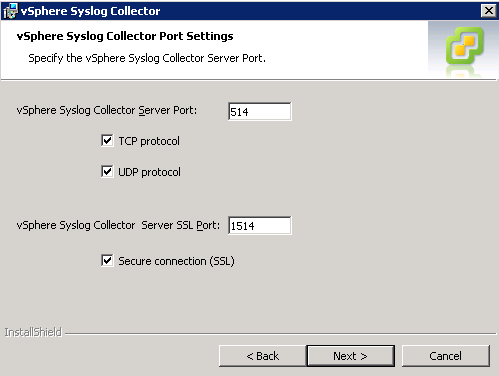 vSphere Syslog Collector
vSphere Syslog Collector Port Settings
Specify the vSphere Syslog Collector Server Port.
vSphere Syslog Collector Server Port: 514
TCP protocol
UDP protocol
vSphere Syslog Collector Server SSL Port: 1514
Secure connection (SSL)
InstallShield
< Back Next > Cancel